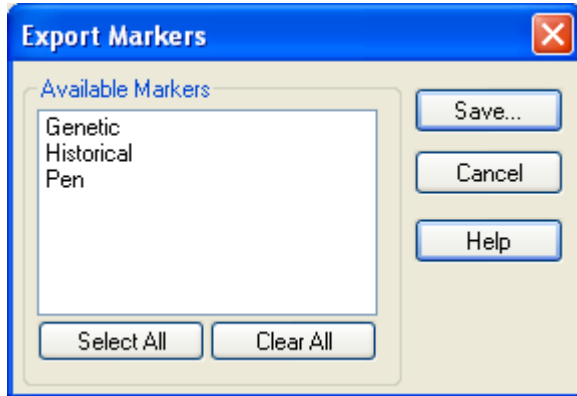 Export Markers
Available Markers
Genetic
Historical
Pen
Select All
Clear All
Save...
Cancel
Help